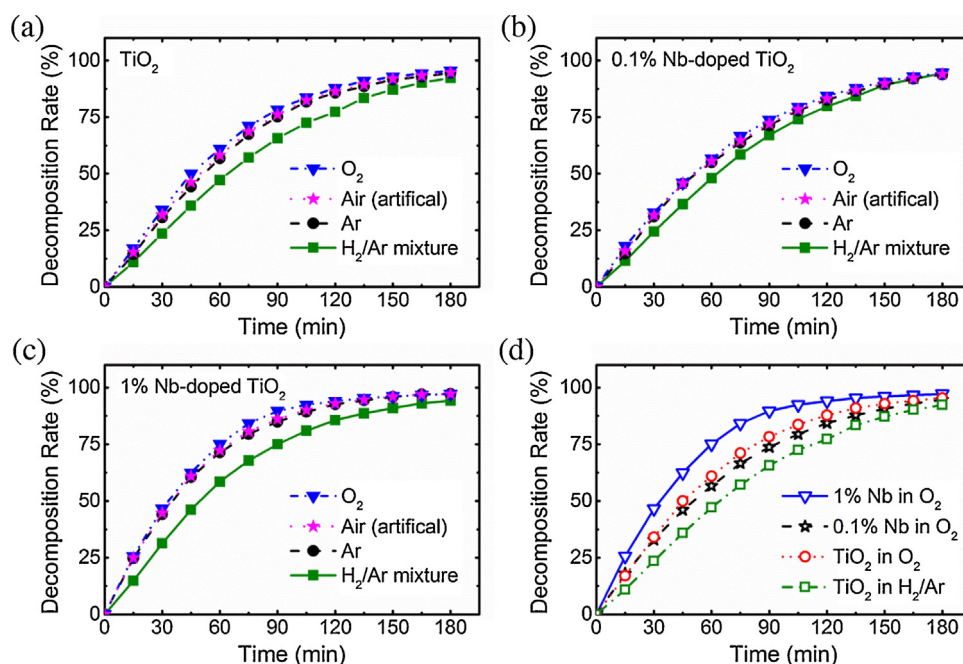 (a)
TiO₂
Decomposition Rate (%)
100
75
50
25
0
O₂
Air (artifical)
Ar
H₂/Ar mixture
0 30 60 90 120 150 180
Time (min)
(b)
0.1% Nb-doped TiO₂
Decomposition Rate (%)
100
75
50
25
0
O₂
Air (artifical)
Ar
H₂/Ar mixture
0 30 60 90 120 150 180
Time (min)
(c)
1% Nb-doped TiO₂
Decomposition Rate (%)
100
75
50
25
0
O₂
Air (artifical)
Ar
H₂/Ar mixture
0 30 60 90 120 150 180
Time (min)
(d)
Decomposition Rate (%)
100
75
50
25
0
1% Nb in O₂
0.1% Nb in O₂
TiO₂ in O₂
TiO₂ in H₂/Ar
0 30 60 90 120 150 180
Time (min)